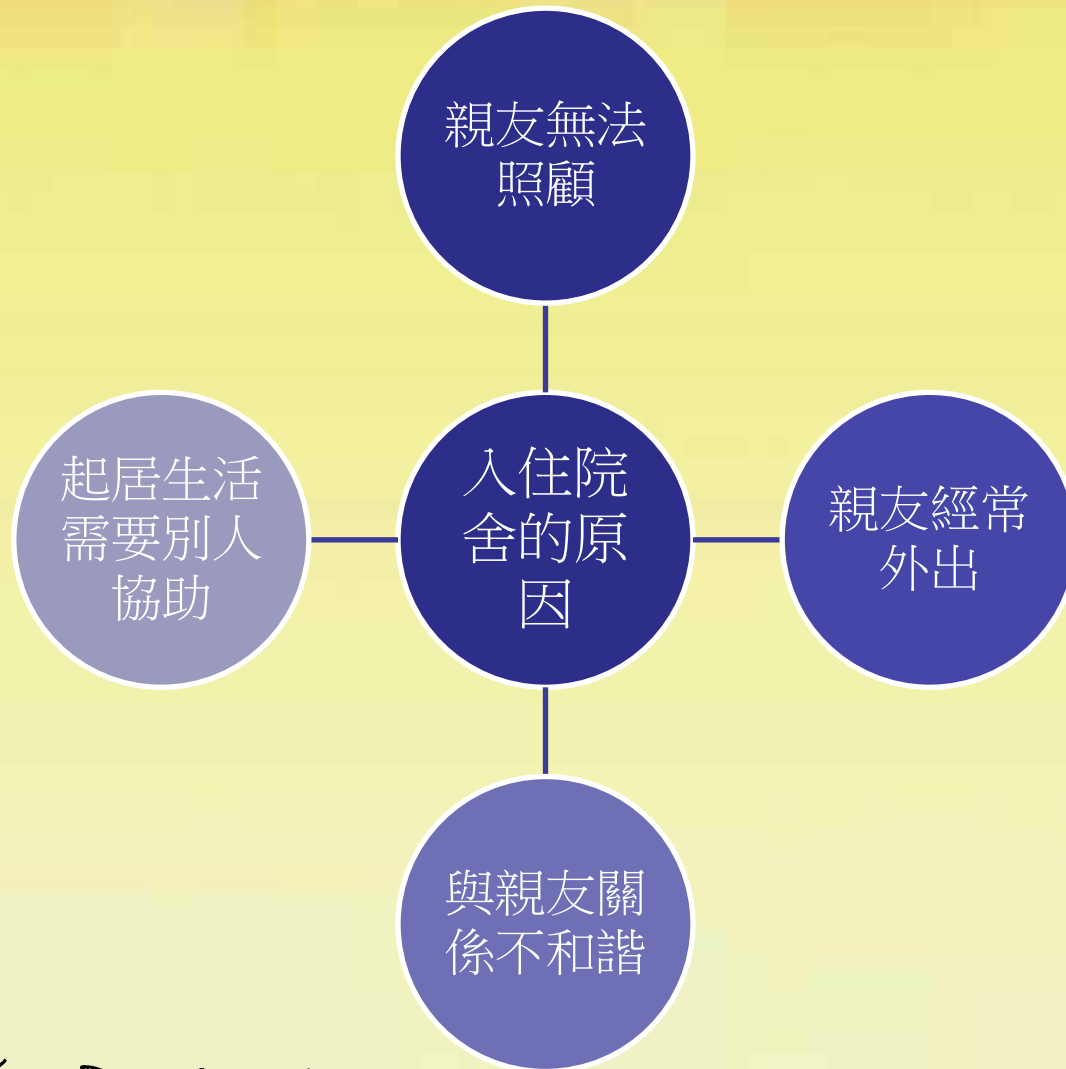 親友無法
照顧
起居生活
需要別人
協助
入住院
舍的原
因
親友經常
外出
與親友關
係不和諧